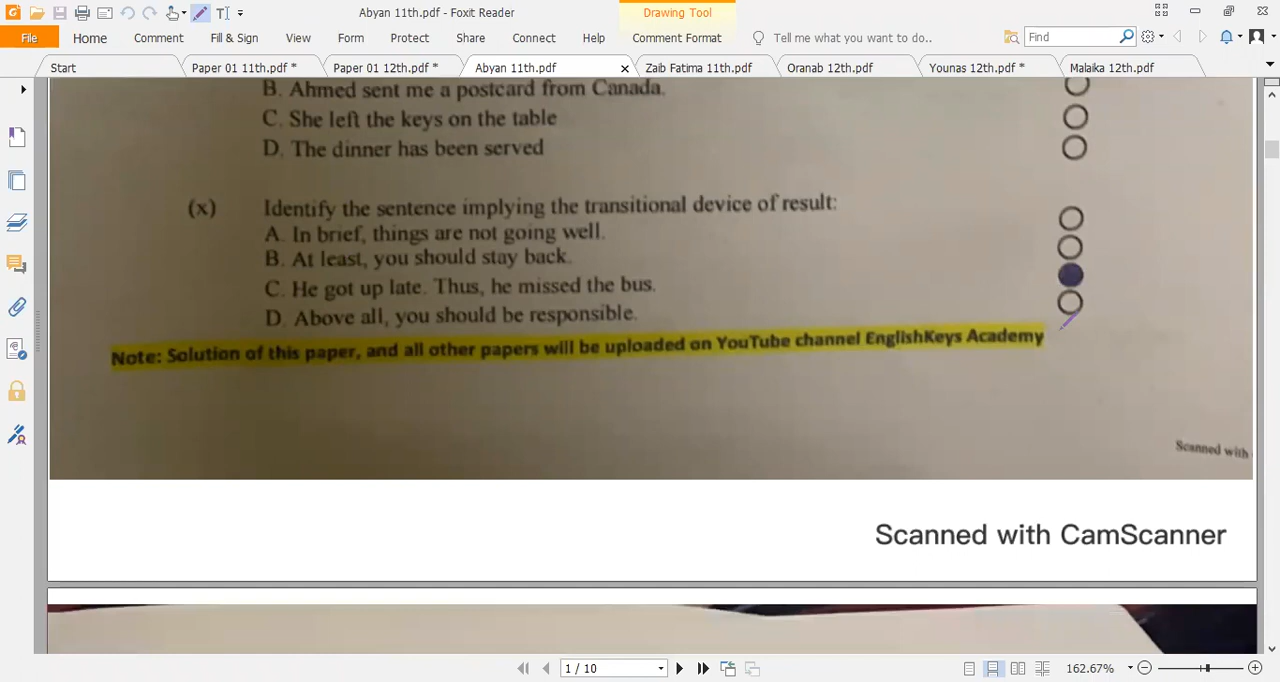 Abyan 11th.pdf - Foxit Reader
Drawing Tool
File Home Comment Fill & Sign View Form Protect Share Connect Help Comment Format Tell me what you want to do.. Find
Start Paper 01 11th.pdf * Paper 01 12th.pdf * Abyan 11th.pdf Zaib Fatima 11th.pdf Oranab 12th.pdf Younas 12th.pdf * Malaika 12th.pdf
B. Ahmed sent me a postcard from Canada.
C. She left the keys on the table
D. The dinner has been served
(x) Identify the sentence implying the transitional device of result:
A. In brief, things are not going well.
B. At least, you should stay back.
C. He got up late. Thus, he missed the bus.
D. Above all, you should be responsible.
Note: Solution of this paper, and all other papers will be uploaded on YouTube channel EnglishKeys Academy
Scanned with
Scanned with CamScanner
1 / 10
162.67%